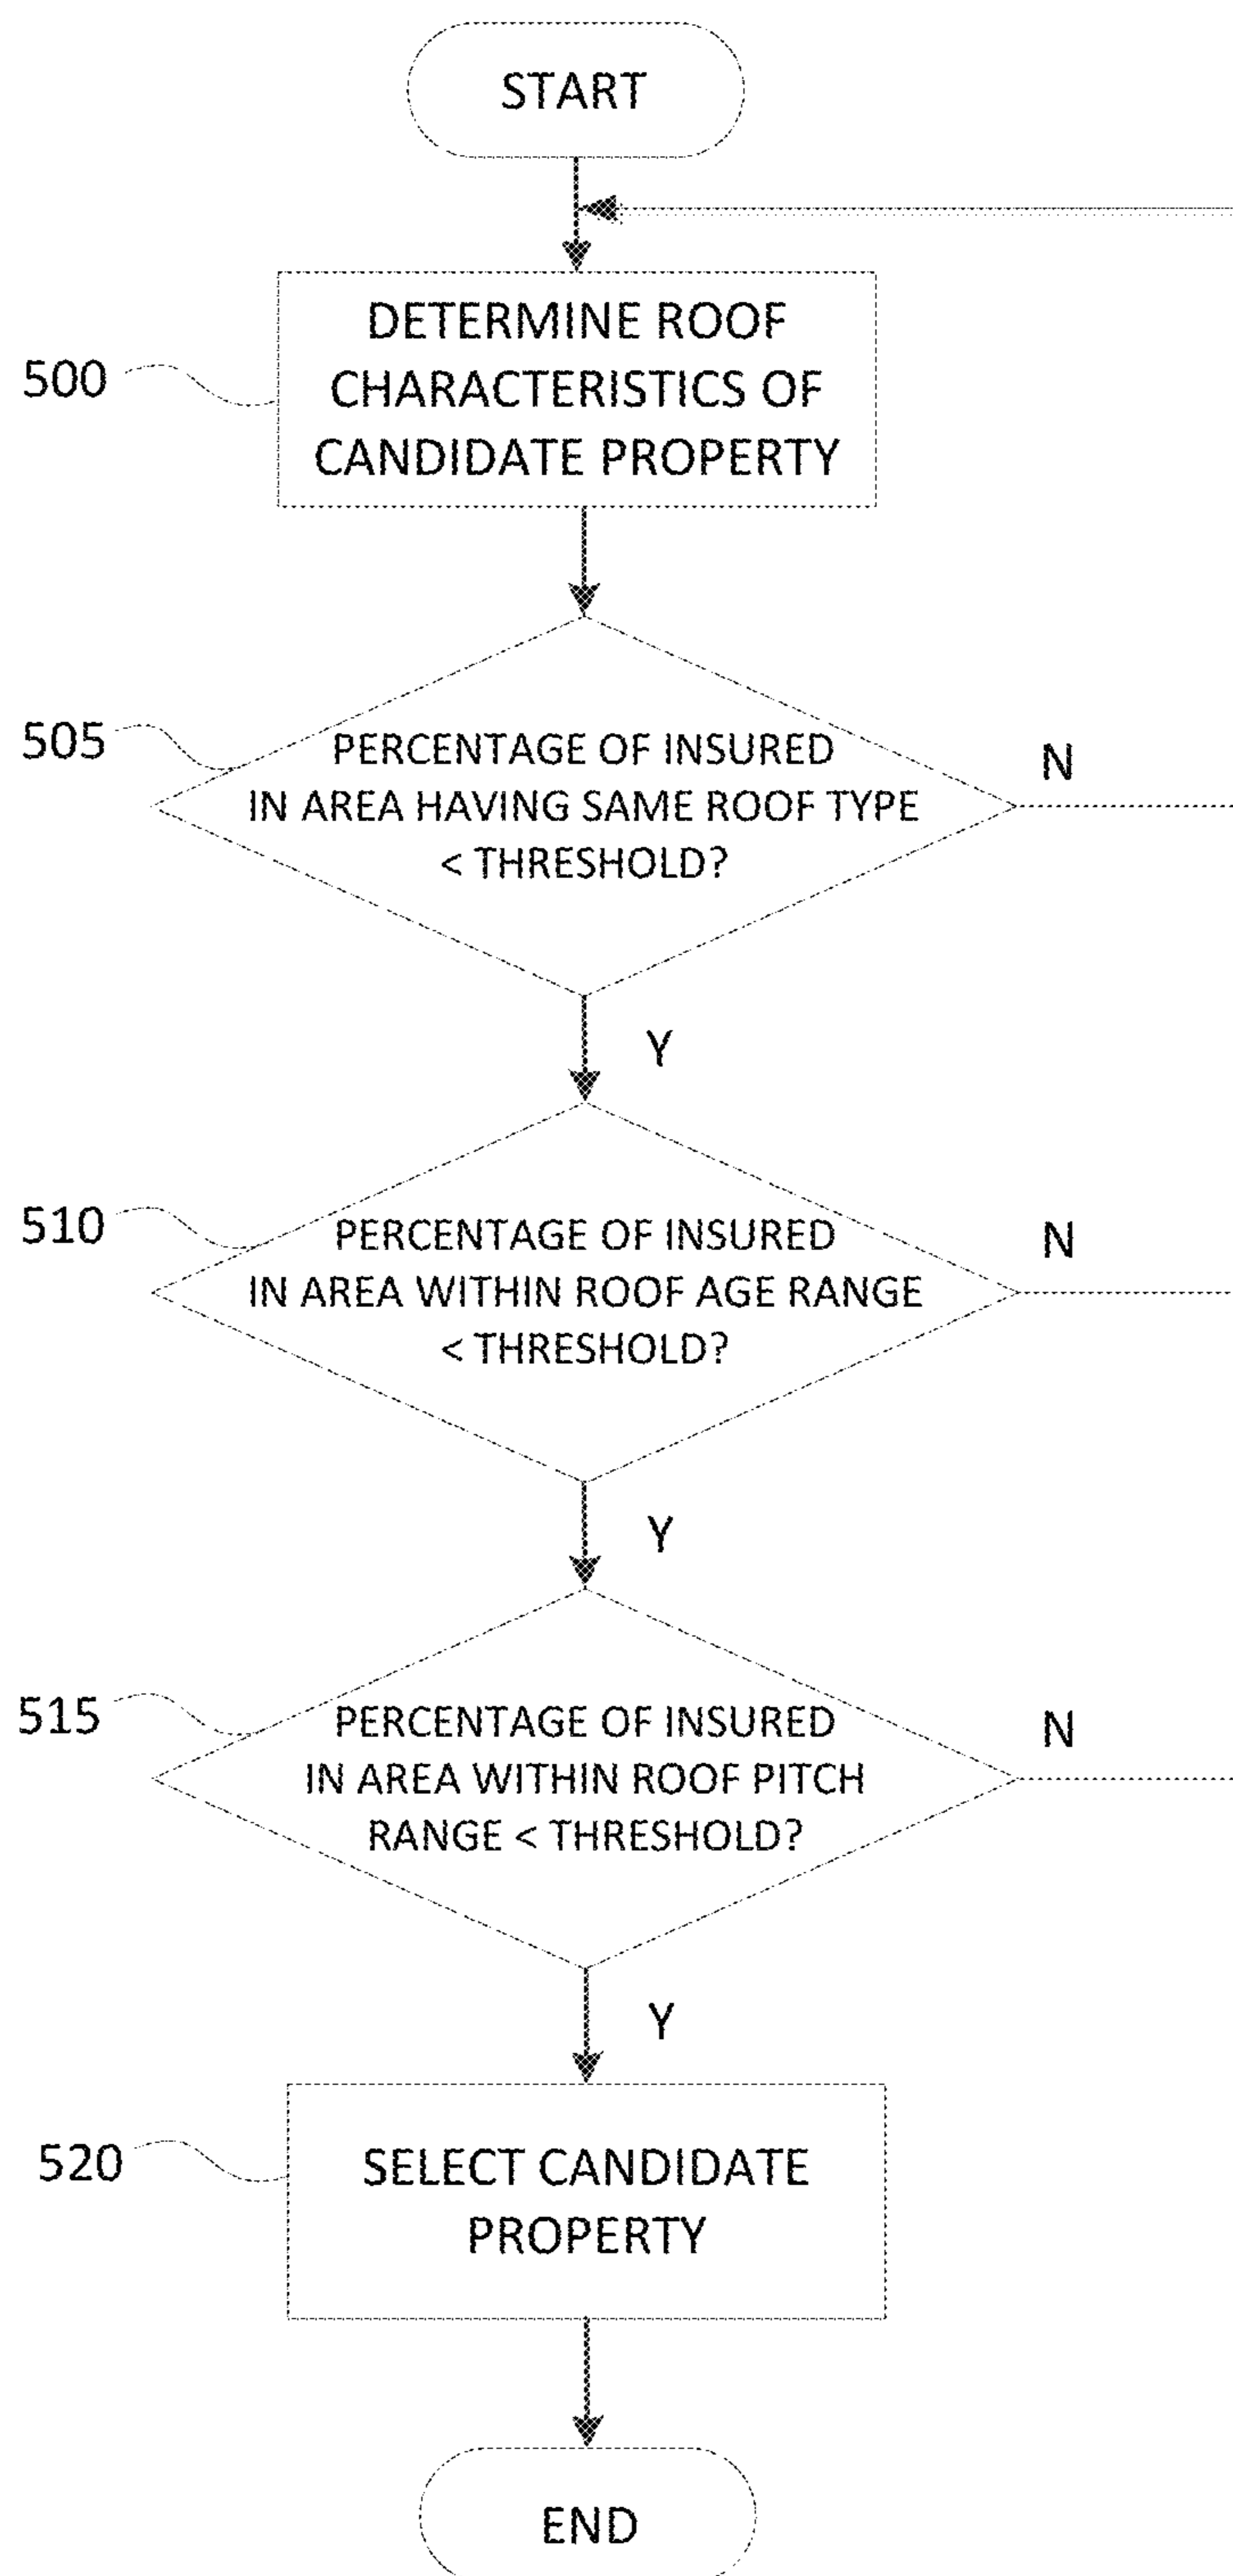 START
500
DETERMINE ROOF
CHARACTERISTICS OF
CANDIDATE PROPERTY
505
PERCENTAGE OF INSURED
IN AREA HAVING SAME ROOF TYPE
< THRESHOLD?
N
Y
510
PERCENTAGE OF INSURED
IN AREA WITHIN ROOF AGE RANGE
< THRESHOLD?
N
Y
515
PERCENTAGE OF INSURED
IN AREA WITHIN ROOF PITCH
RANGE < THRESHOLD?
N
Y
520
SELECT CANDIDATE
PROPERTY
END